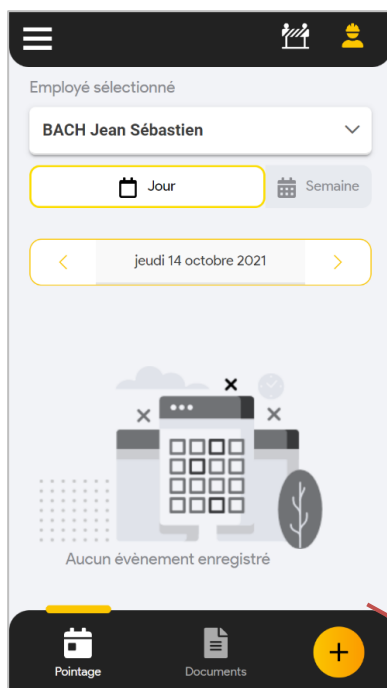 Employé sélectionné
BACH Jean Sébastien
Jour
Semaine
jeudi 14 octobre 2021
Aucun évènement enregistré
Pointage
Documents